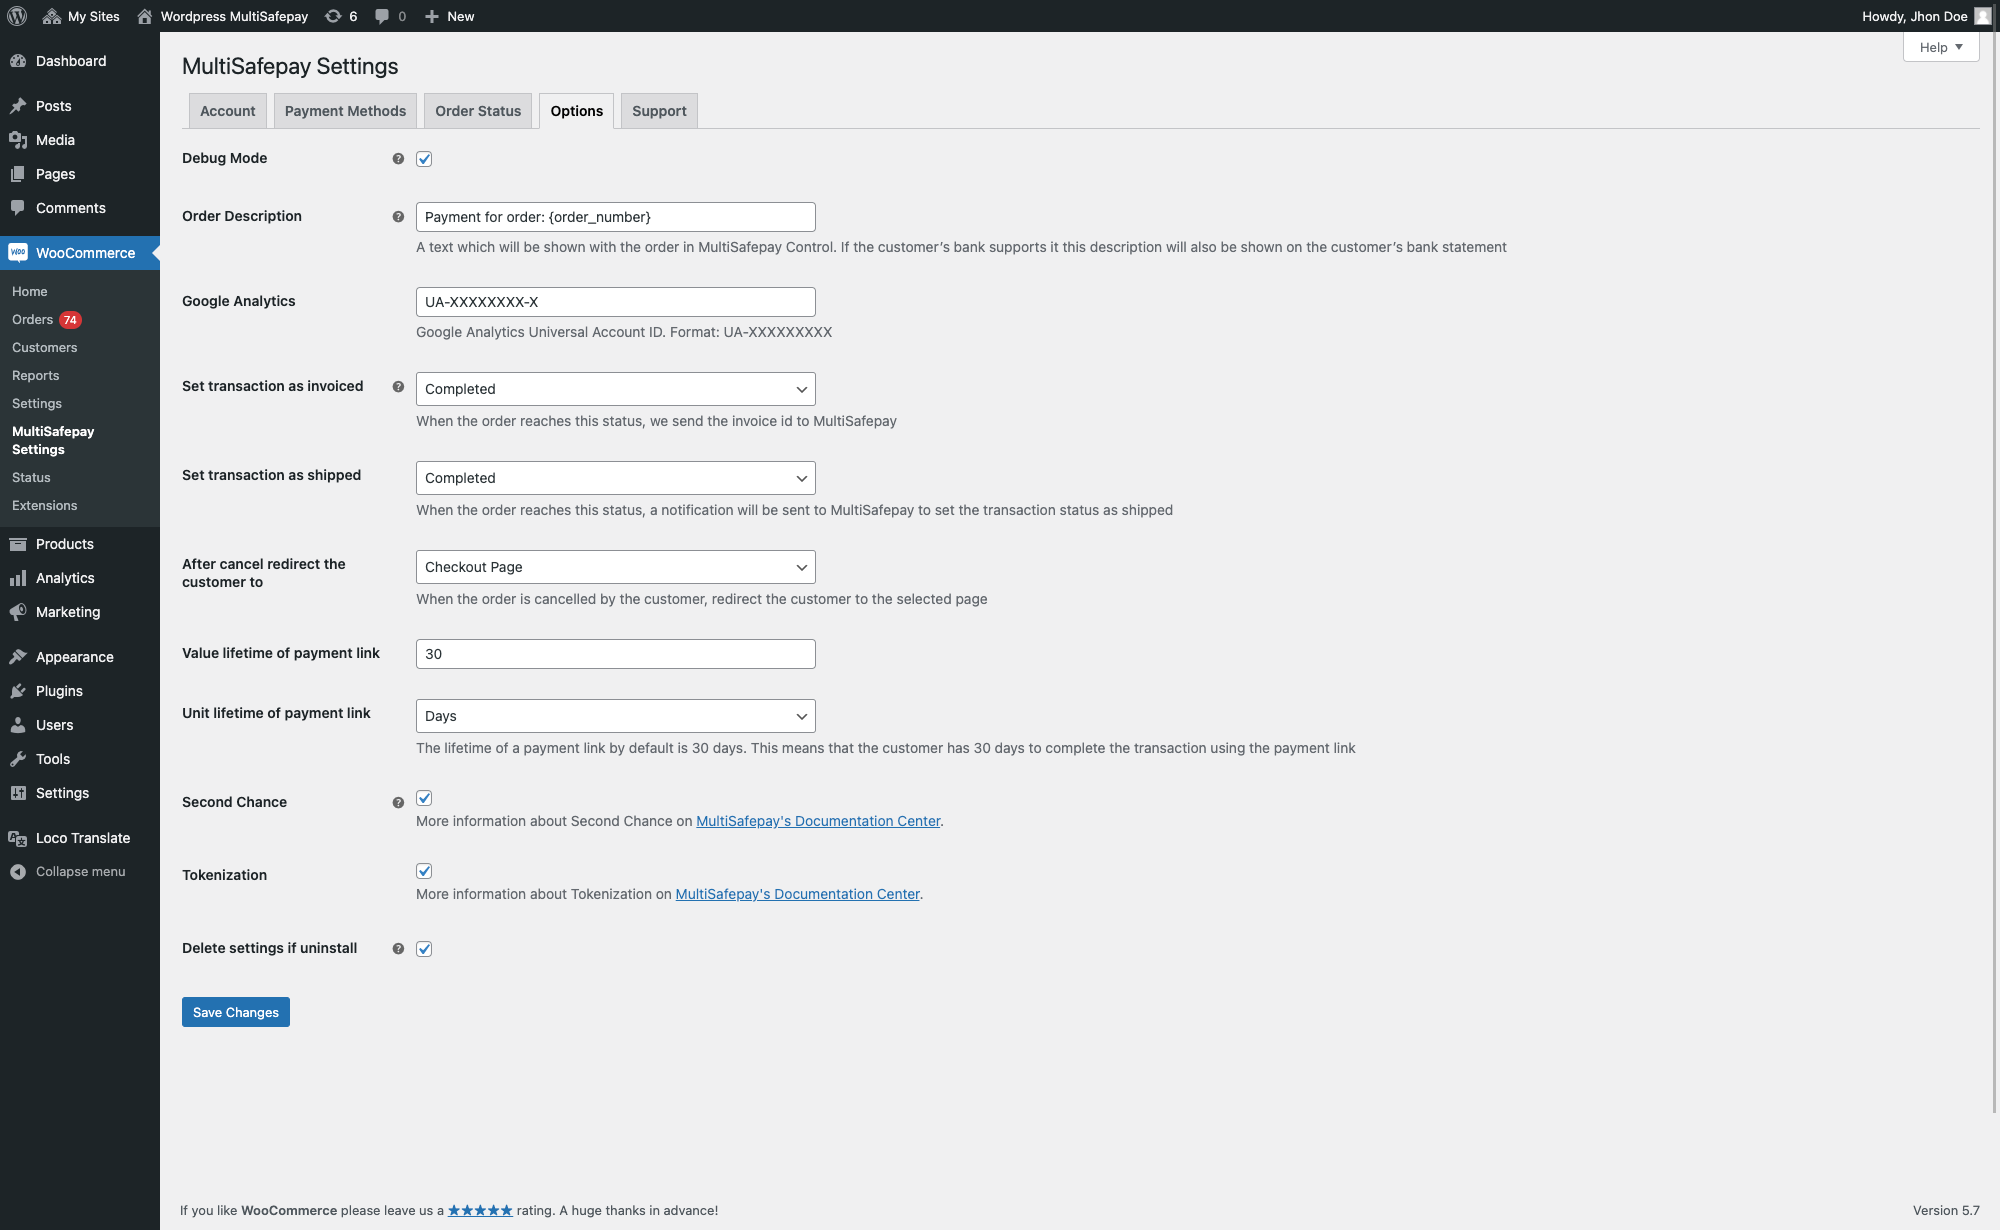 My Sites
Wordpress MultiSafepay
6
0
New
Howdy, Jhon Doe
Help
Dashboard
Posts
Media
Pages
Comments
Woo
WooCommerce
Home
Orders 74
Customers
Reports
Settings
MultiSafepay
Settings
Status
Extensions
Products
Analytics
Marketing
Appearance
Plugins
Users
Tools
Settings
Loco Translate
Collapse menu
MultiSafepay Settings
Account
Payment Methods
Order Status
Options
Support
Debug Mode
Order Description
Payment for order: {order_number}
A text which will be shown with the order in MultiSafepay Control. If the customer’s bank supports it this description will also be shown on the customer’s bank statement
Google Analytics
UA-XXXXXXXX-X
Google Analytics Universal Account ID. Format: UA-XXXXXXXXX
Set transaction as invoiced
Completed
When the order reaches this status, we send the invoice id to MultiSafepay
Set transaction as shipped
Completed
When the order reaches this status, a notification will be sent to MultiSafepay to set the transaction status as shipped
After cancel redirect the
customer to
Checkout Page
When the order is cancelled by the customer, redirect the customer to the selected page
Value lifetime of payment link
30
Unit lifetime of payment link
Days
The lifetime of a payment link by default is 30 days. This means that the customer has 30 days to complete the transaction using the payment link
Second Chance
More information about Second Chance on MultiSafepay's Documentation Center.
Tokenization
More information about Tokenization on MultiSafepay's Documentation Center.
Delete settings if uninstall
Save Changes
If you like WooCommerce please leave us a ★★★★★ rating. A huge thanks in advance!
Version 5.7